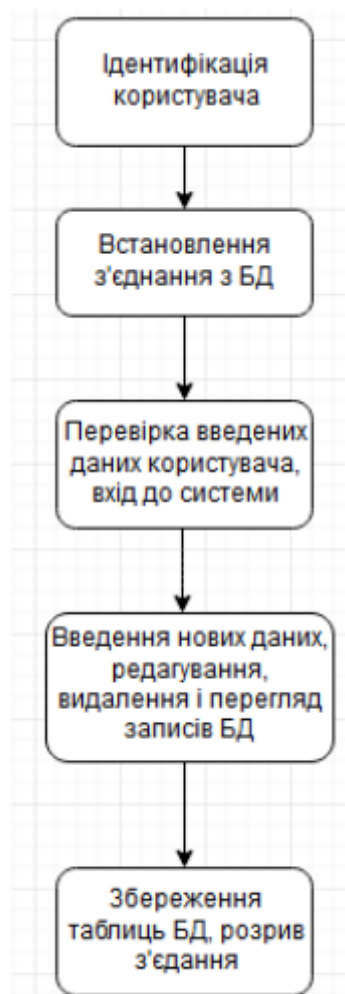 Ідентифікація
користувача
Встановлення
з'єднання з БД
Перевірка введених
даних користувача,
вхід до системи
Введення нових даних,
редагування,
видалення і перегляд
записів БД
Збереження
таблиць БД, розрив
з'єдання